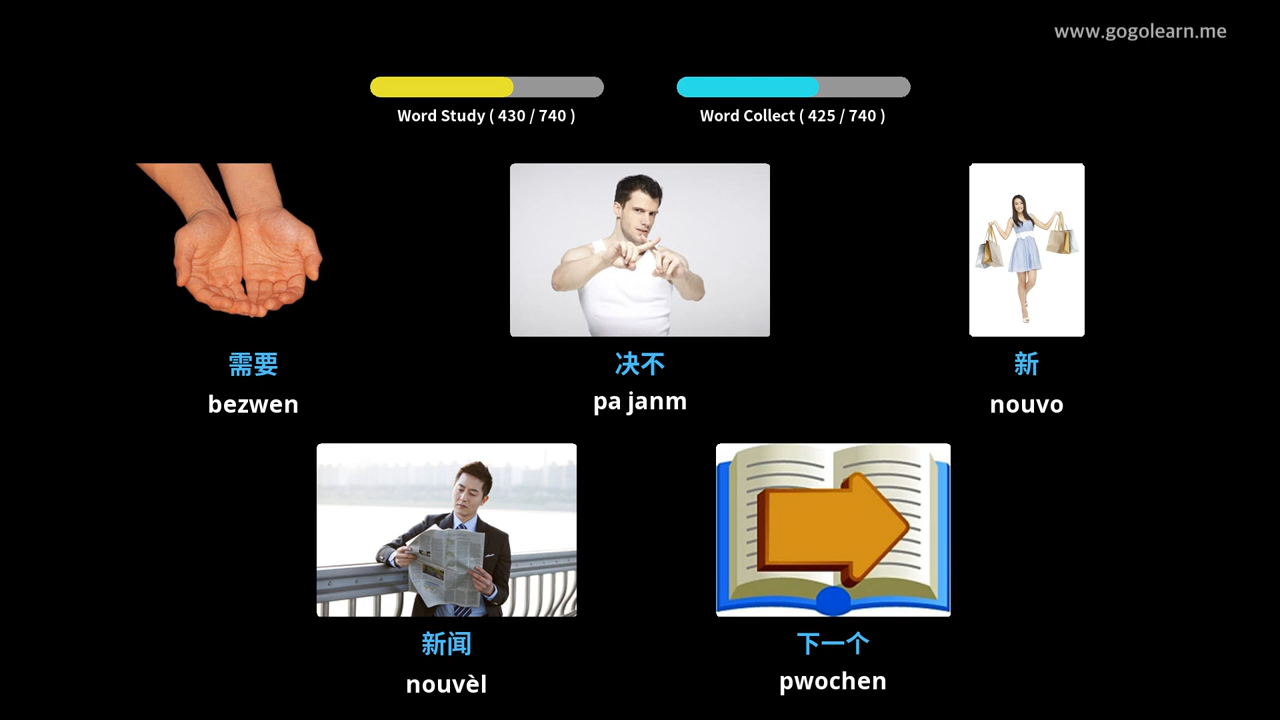 www.gogolearn.me
Word Study ( 430 / 740 )
Word Collect ( 425 / 740 )
需要
bezwen
决不
pa janm
新
nouvo
新闻
nouvèl
下一个
pwochen